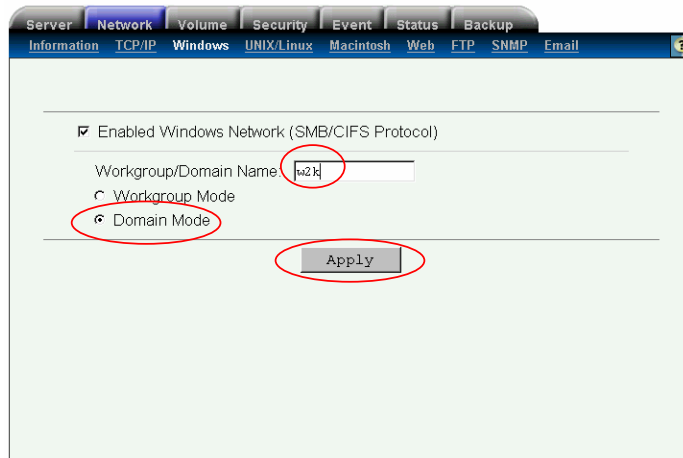 Server Network Volume Security Event Status Backup
Information TCP/IP Windows UNIX/Linux Macintosh Web FTP SNMP Email ?
Enabled Windows Network (SMB/CIFS Protocol)
Workgroup/Domain Name: w2k
Workgroup Mode
Domain Mode
Apply